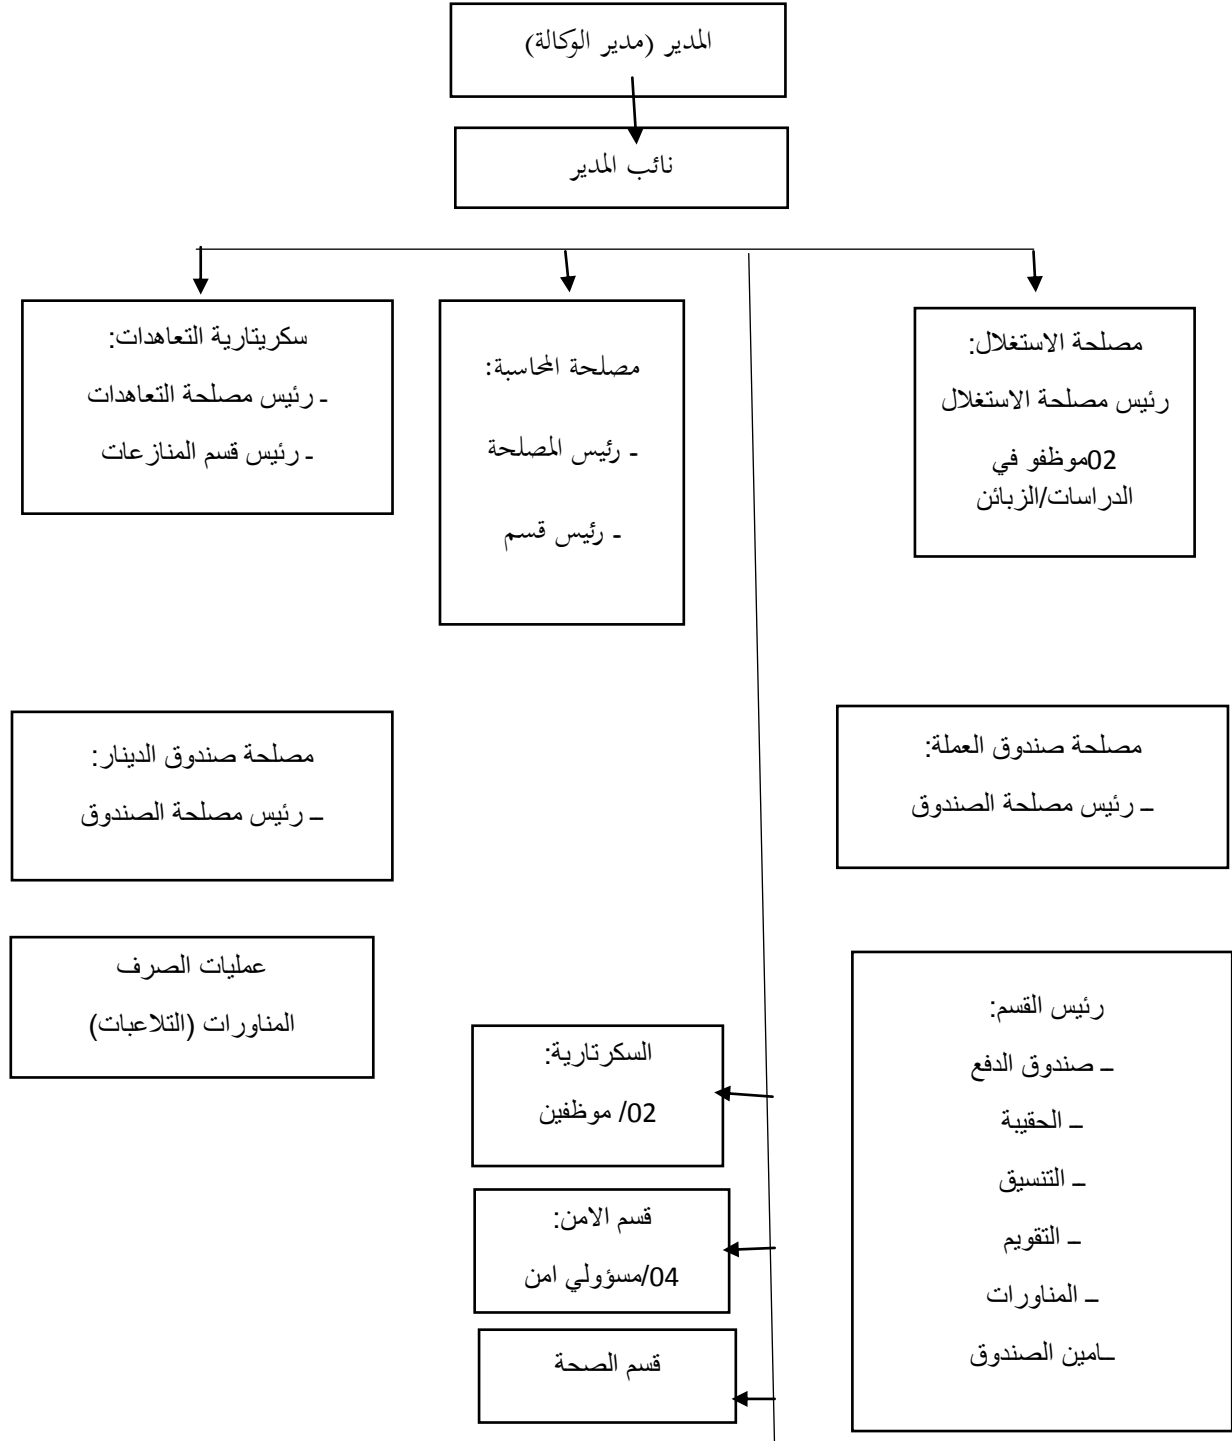 المدير (مدير الوكالة)
نائب المدير
مصلحة الاستغلال:
رئيس مصلحة الاستغلال
02موظفو في
الدراسات/الزبائن
مصلحة المحاسبة:
ـ رئيس المصلحة
ـ رئيس قسم
سكريتارية التعاهدات:
ـ رئيس مصلحة التعاهدات
ـ رئيس قسم المنازعات
مصلحة صندوق العملة:
– رئيس مصلحة الصندوق
مصلحة صندوق الدينار:
– رئيس مصلحة الصندوق
رئيس القسم:
– صندوق الدفع
– الحقيبة
– التنسيق
– التقويم
– المناورات
–امين الصندوق
عمليات الصرف
المناورات (التلاعبات)
السكرتارية:
02/ موظفين
قسم الامن:
04/مسؤولي امن
قسم الصحة